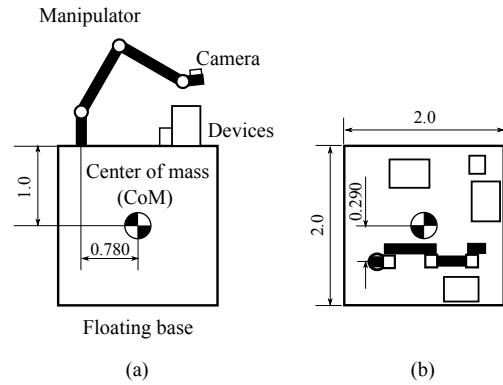 Manipulator
Camera
Devices
1.0
Center of mass
(CoM)
0.780
Floating base
(a)
2.0
2.0
0.290
(b)